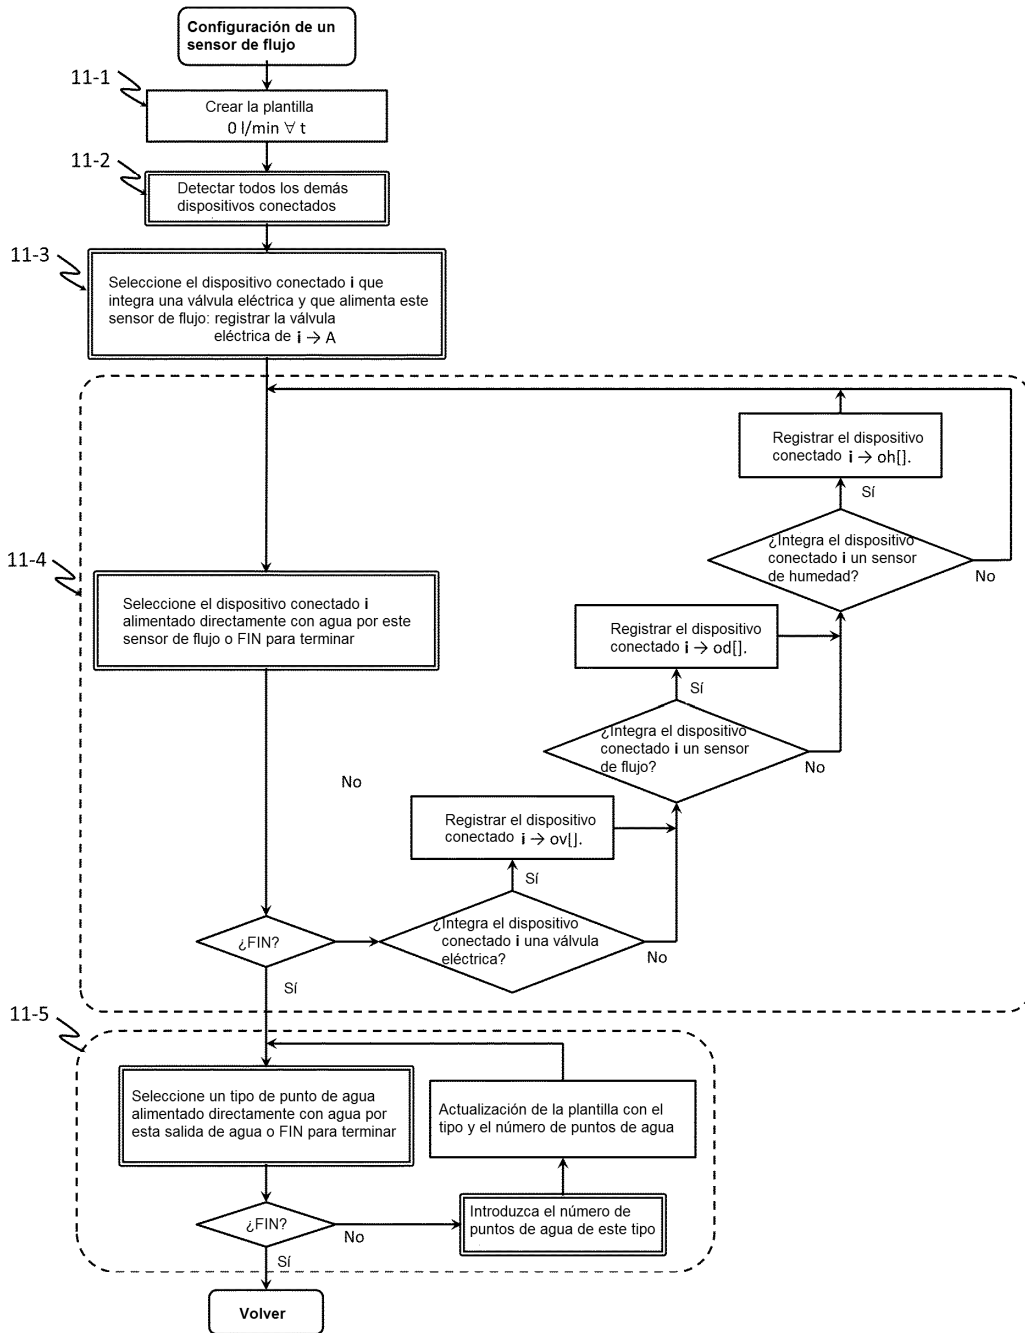 Configuración de un
sensor de flujo
11-1
Crear la plantilla
0 l/min ∀ t
11-2
Detectar todos los demás
dispositivos conectados
11-3
Seleccione el dispositivo conectado i que
integra una válvula eléctrica y que alimenta este
sensor de flujo: registrar la válvula
eléctrica de i → A
Registrar el dispositivo
conectado i → oh[].
Sí
¿Integra el dispositivo
conectado i un sensor
de humedad?
No
11-4
Seleccione el dispositivo conectado i
alimentado directamente con agua por este
sensor de flujo o FIN para terminar
Registrar el dispositivo
conectado i → od[].
Sí
¿Integra el dispositivo
conectado i un sensor
de flujo?
No
No
Registrar el dispositivo
conectado i → ov[].
Sí
¿FIN?
¿Integra el dispositivo
conectado i una válvula
eléctrica?
No
Sí
11-5
Seleccione un tipo de punto de agua
alimentado directamente con agua por
esta salida de agua o FIN para terminar
Actualización de la plantilla con el
tipo y el número de puntos de agua
¿FIN?
No
Introduzca el número de
puntos de agua de este tipo
Sí
Volver